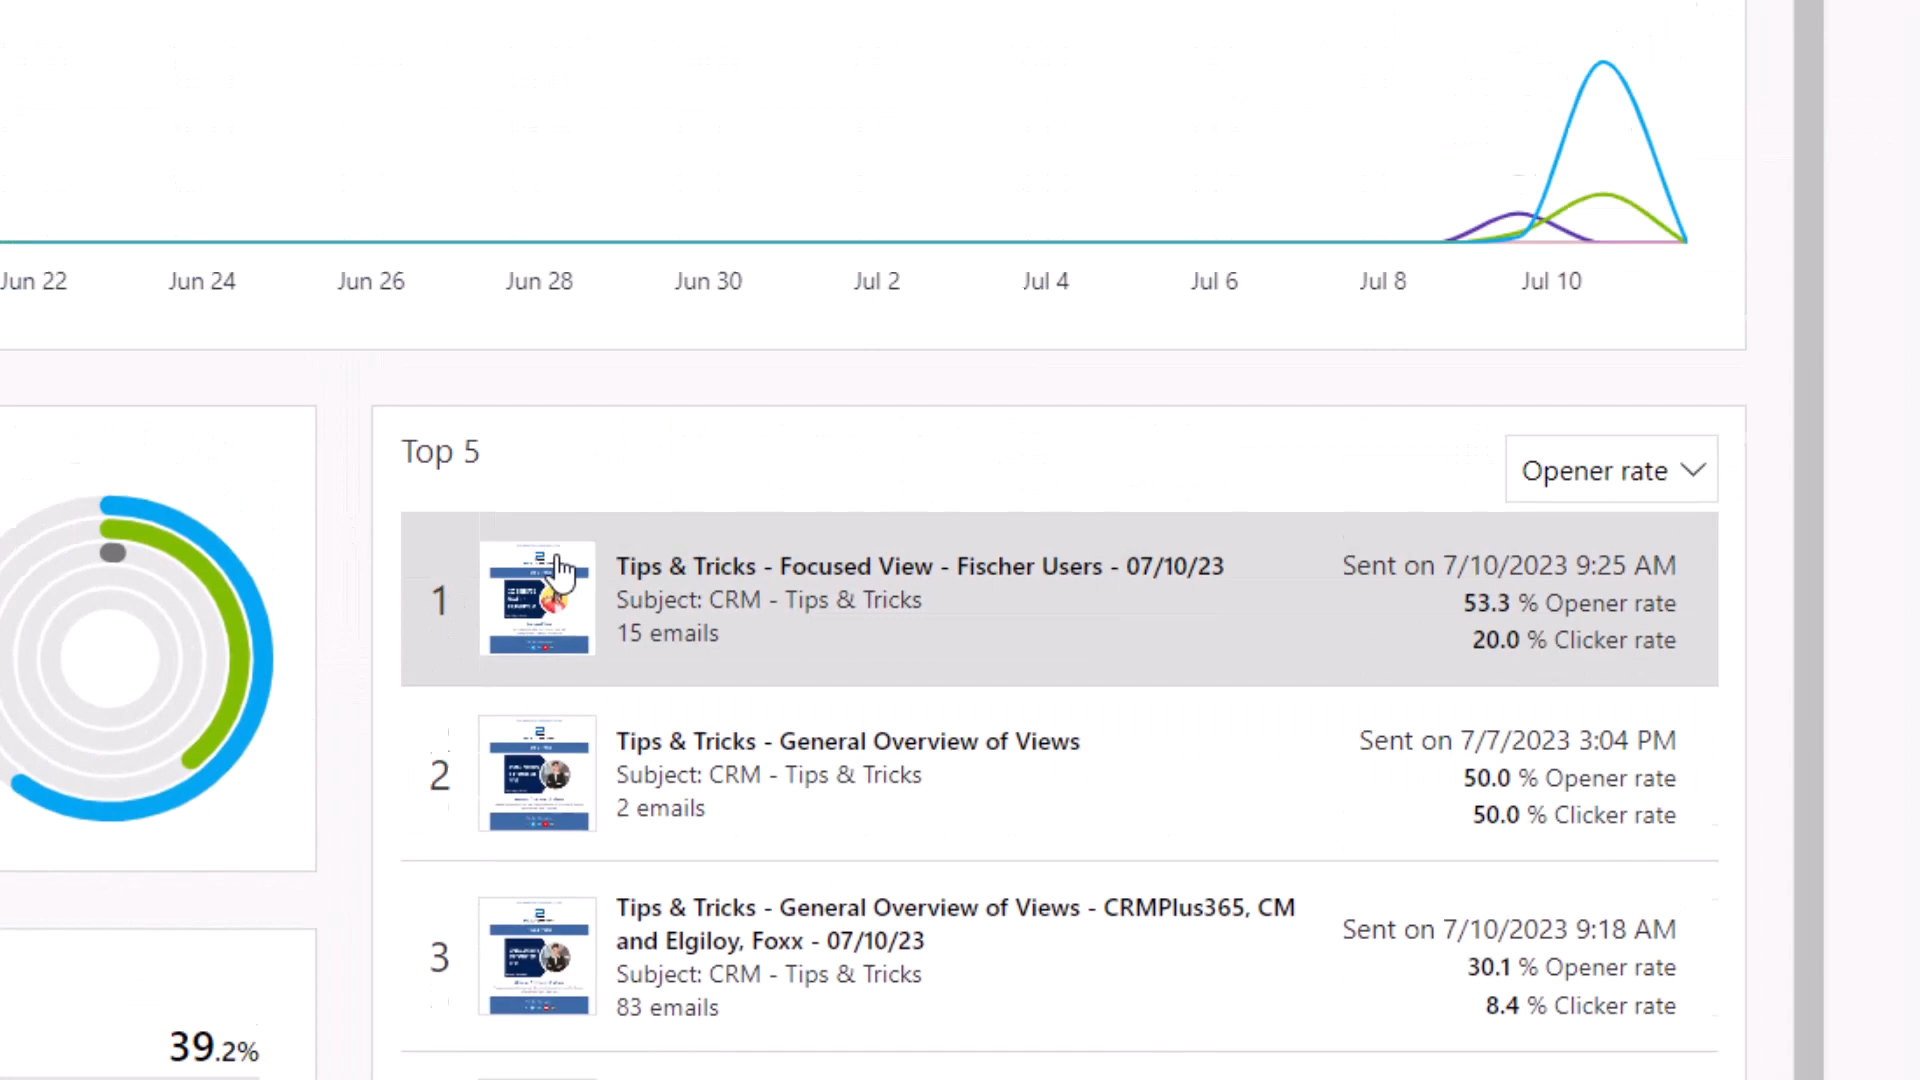 Jun 22
Jun 24
Jun 26
Jun 28
Jun 30
Jul 2
Jul 4
Jul 6
Jul 8
Jul 10
Top 5
Opener rate
1
Tips & Tricks - Focused View - Fischer Users - 07/10/23
Subject: CRM - Tips & Tricks
15 emails
Sent on 7/10/2023 9:25 AM
53.3 % Opener rate
20.0 % Clicker rate
2
Tips & Tricks - General Overview of Views
Subject: CRM - Tips & Tricks
2 emails
Sent on 7/7/2023 3:04 PM
50.0 % Opener rate
50.0 % Clicker rate
3
Tips & Tricks - General Overview of Views - CRMPlus365, CM
and Elgiloy, Foxx - 07/10/23
Subject: CRM - Tips & Tricks
83 emails
Sent on 7/10/2023 9:18 AM
30.1 % Opener rate
8.4 % Clicker rate
39.2%